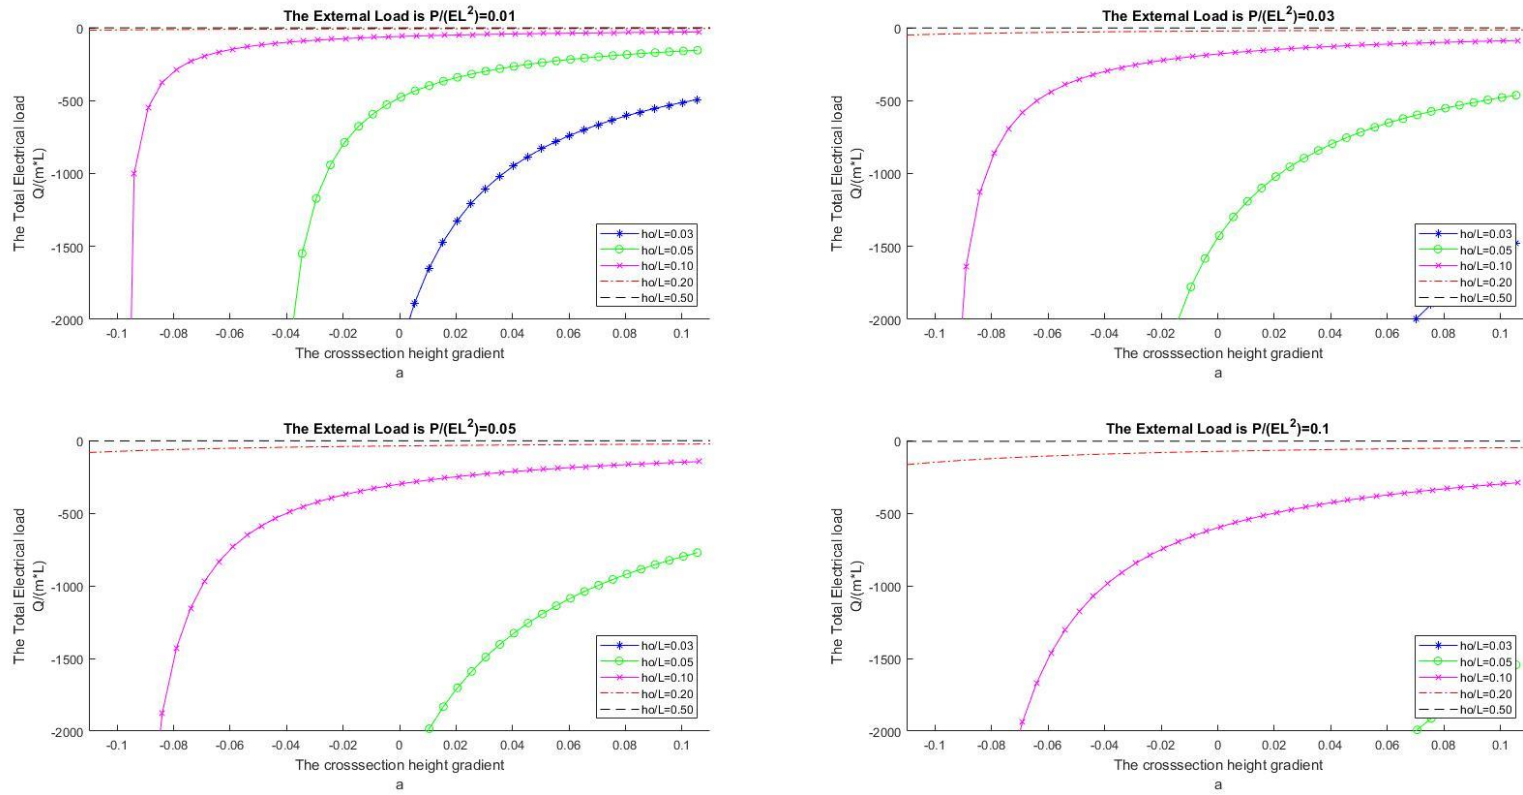 The External Load is P/(EL²)=0.01
The Total Electrical load
Q/(m*L)
0
-500
-1000
-1500
-2000
-0.1 -0.08 -0.06 -0.04 -0.02 0 0.02 0.04 0.06 0.08 0.1
The crosssection height gradient
a
ho/L=0.03
ho/L=0.05
ho/L=0.10
ho/L=0.20
ho/L=0.50
The External Load is P/(EL²)=0.03
The Total Electrical load
Q/(m*L)
0
-500
-1000
-1500
-2000
-0.1 -0.08 -0.06 -0.04 -0.02 0 0.02 0.04 0.06 0.08 0.1
The crosssection height gradient
a
ho/L=0.03
ho/L=0.05
ho/L=0.10
ho/L=0.20
ho/L=0.50
The External Load is P/(EL²)=0.05
The Total Electrical load
Q/(m*L)
0
-500
-1000
-1500
-2000
-0.1 -0.08 -0.06 -0.04 -0.02 0 0.02 0.04 0.06 0.08 0.1
The crosssection height gradient
a
ho/L=0.03
ho/L=0.05
ho/L=0.10
ho/L=0.20
ho/L=0.50
The External Load is P/(EL²)=0.1
The Total Electrical load
Q/(m*L)
0
-500
-1000
-1500
-2000
-0.1 -0.08 -0.06 -0.04 -0.02 0 0.02 0.04 0.06 0.08 0.1
The crosssection height gradient
a
ho/L=0.03
ho/L=0.05
ho/L=0.10
ho/L=0.20
ho/L=0.50